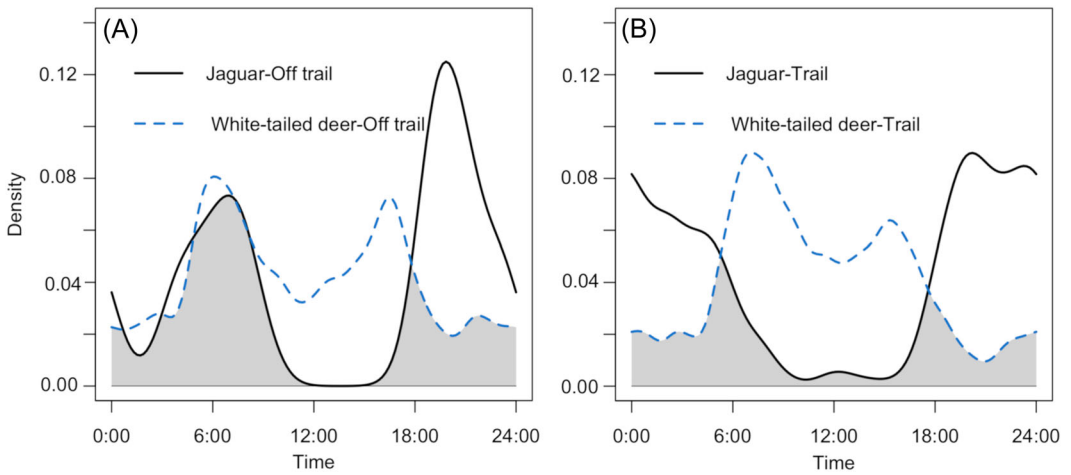 (A)
Jaguar-Off trail
White-tailed deer-Off trail
Density
0.12
0.08
0.04
0.00
0:00 6:00 12:00 18:00 24:00
Time
(B)
Jaguar-Trail
White-tailed deer-Trail
0.12
0.08
0.04
0.00
0:00 6:00 12:00 18:00 24:00
Time